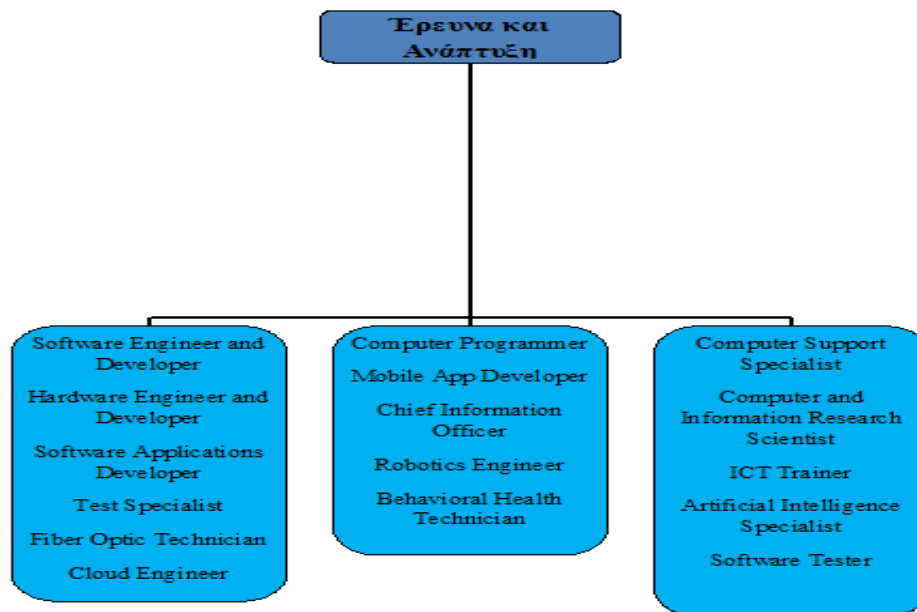 Έρευνα και
Ανάπτυξη
Software Engineer and
Developer
Hardware Engineer and
Developer
Software Applications
Developer
Test Specialist
Fiber Optic Technician
Cloud Engineer
Computer Programmer
Mobile App Developer
Chief Information
Officer
Robotics Engineer
Behavioral Health
Technician
Computer Support
Specialist
Computer and
Information Research
Scientist
ICT Trainer
Artificial Intelligence
Specialist
Software Tester